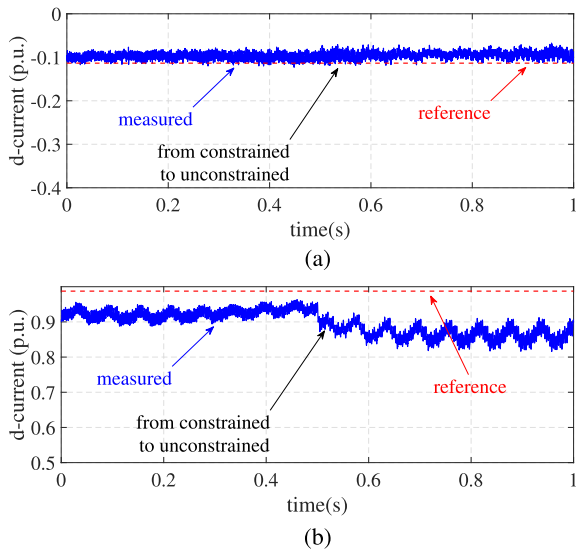 0
-0.1
-0.2
-0.3
-0.4
d-current (p.u.)
measured
from constrained
to unconstrained
reference
0
0.2
0.4
0.6
0.8
1
time(s)
(a)
0.9
0.8
0.7
0.6
0.5
d-current (p.u.)
measured
from constrained
to unconstrained
reference
0
0.2
0.4
0.6
0.8
1
time(s)
(b)